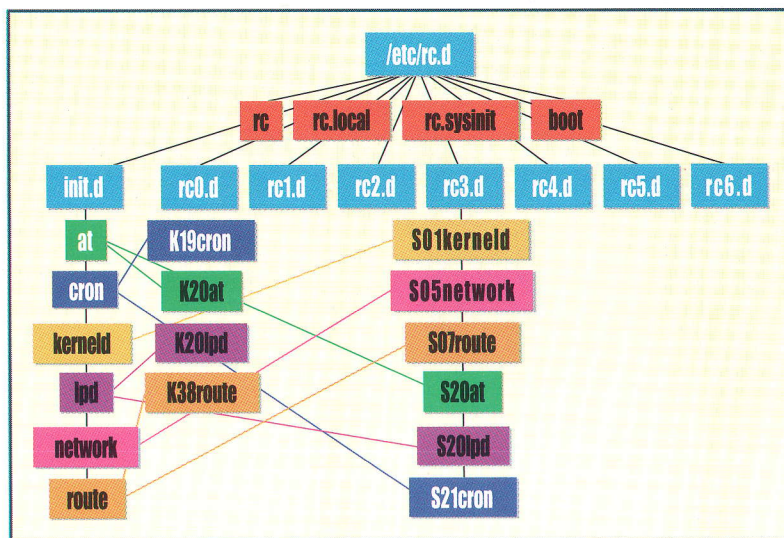 /etc/rc.d
rc rc.local rc.sysinit boot
init.d rc0.d rc1.d rc2.d rc3.d rc4.d rc5.d rc6.d
at K19cron S01kerneld
cron K20at S05network
kerneld K20lpd S07route
lpd K38route S20at
network S20lpd
route S21cron